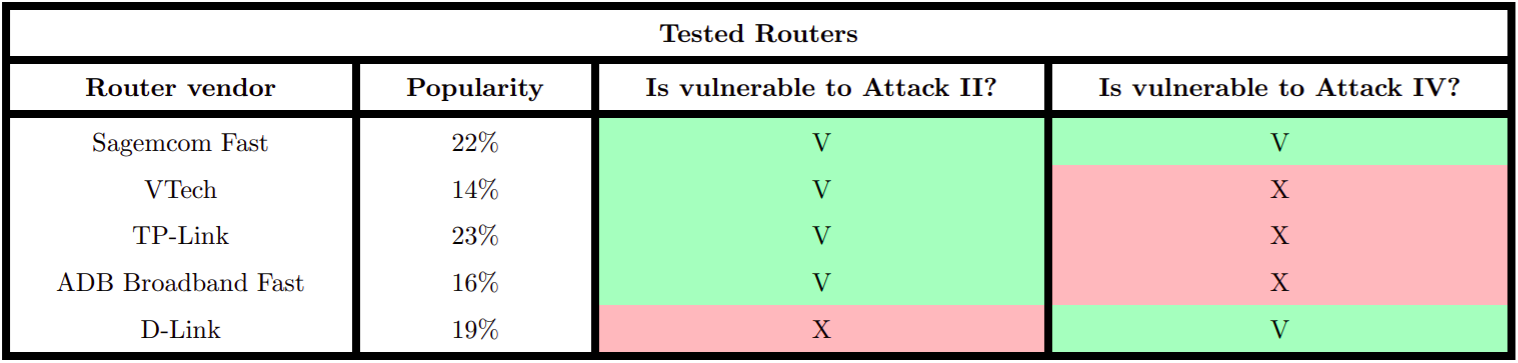 Tested Routers
Router vendor Popularity Is vulnerable to Attack II? Is vulnerable to Attack IV?
Sagemcom Fast 22% V V
VTech 14% V X
TP-Link 23% V X
ADB Broadband Fast 16% V X
D-Link 19% X V